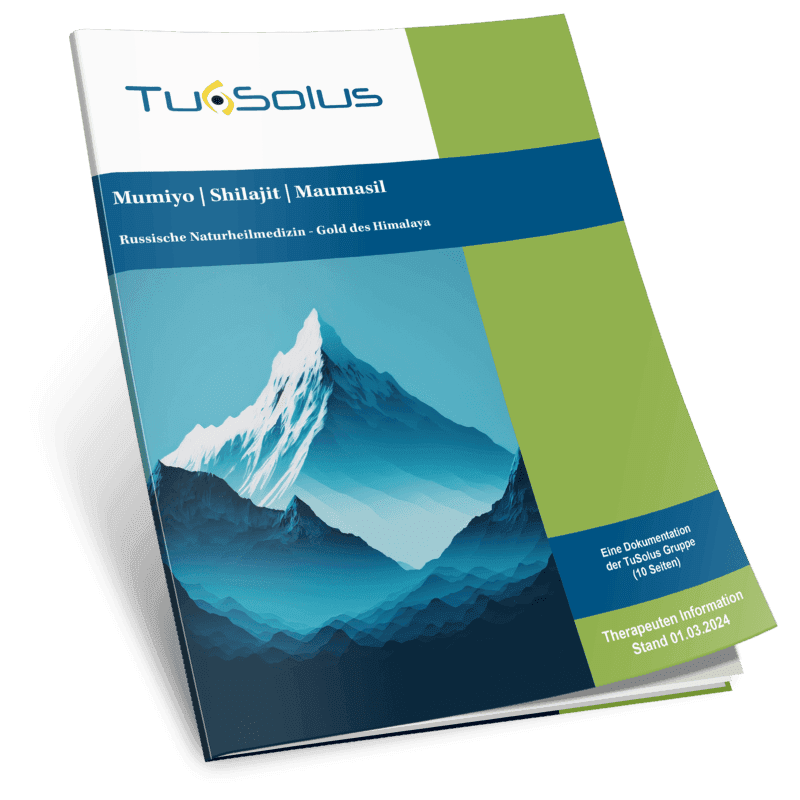 TuSolus
Mumiyo | Shilajit | Maumasil
Russische Naturheilmedizin - Gold des Himalaya
Eine Dokumentation
der TuSolus Gruppe
(10 Seiten)
Therapeuten Information
Stand 01.03.2024